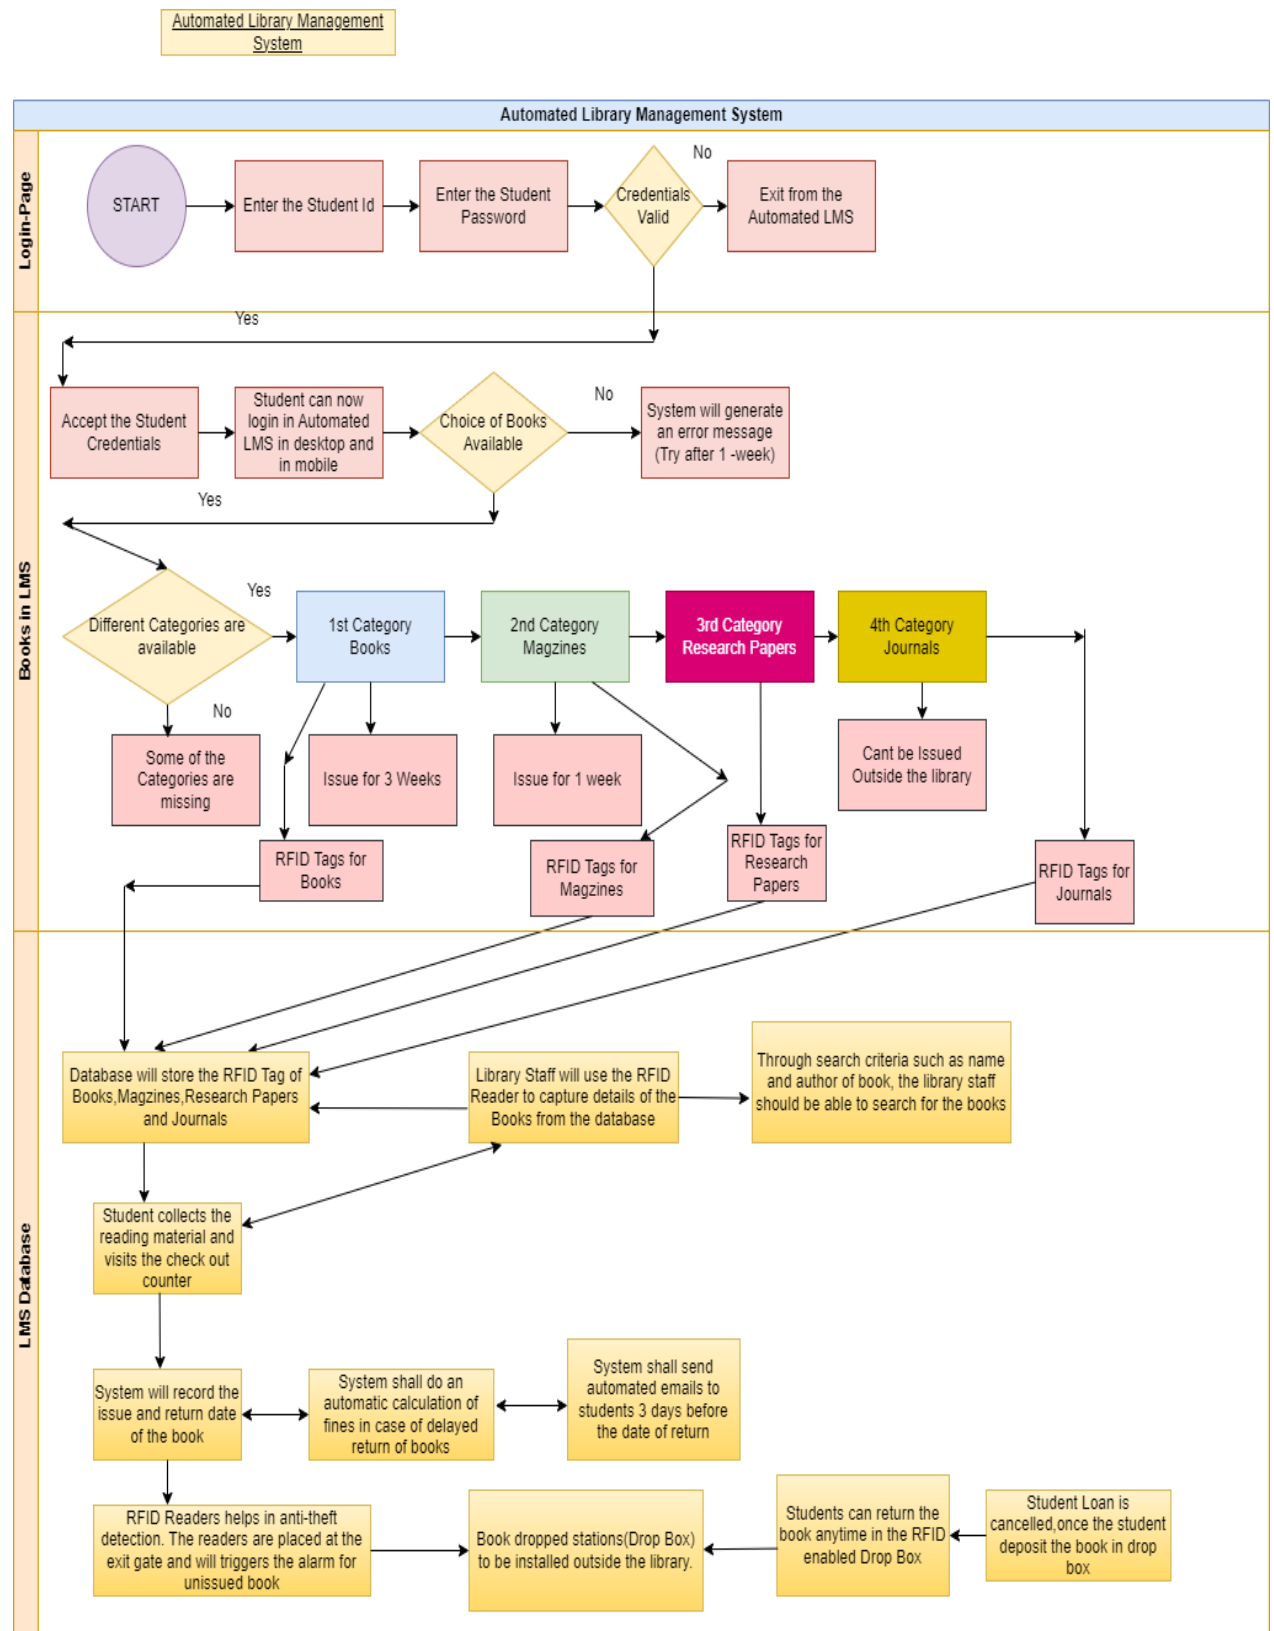 Automated Library Management
System
Automated Library Management System
Login-Page
START
Enter the Student Id
Enter the Student
Password
Credentials
Valid
No
Exit from the
Automated LMS
Books in LMS
Yes
Accept the Student
Credentials
Student can now
login in Automated
LMS in desktop and
in mobile
Choice of Books
Available
No
System will generate
an error message
(Try after 1 -week)
Yes
Different Categories are
available
Yes
1st Category
Books
2nd Category
Magzines
3rd Category
Research Papers
4th Category
Journals
No
Some of the
Categories are
missing
Issue for 3 Weeks
Issue for 1 week
Cant be Issued
Outside the library
RFID Tags for
Books
RFID Tags for
Magzines
RFID Tags for
Research
Papers
RFID Tags for
Journals
LMS Database
Database will store the RFID Tag of
Books,Magzines,Research Papers
and Journals
Library Staff will use the RFID
Reader to capture details of the
Books from the database
Through search criteria such as name
and author of book, the library staff
should be able to search for the books
Student collects the
reading material and
visits the check out
counter
System will record the
issue and return date
of the book
System shall do an
automatic calculation of
fines in case of delayed
return of books
System shall send
automated emails to
students 3 days before
the date of return
RFID Readers helps in anti-theft
detection. The readers are placed at the
exit gate and will triggers the alarm for
unissued book
Book dropped stations(Drop Box)
to be installed outside the library.
Students can return the
book anytime in the RFID
enabled Drop Box
Student Loan is
cancelled,once the student
deposit the book in drop
box